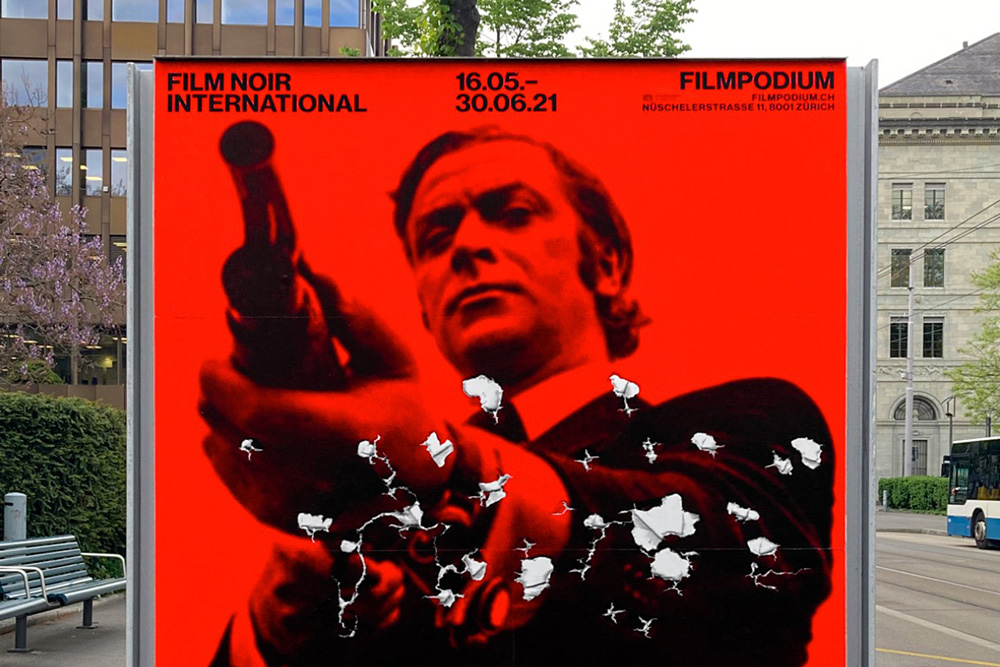 FILM NOIR
INTERNATIONAL
16.05.–
30.06.21
FILMPODIUM
FILMPODIUM.CH
NÜSCHELERSTRASSE 11, 8001 ZÜRICH